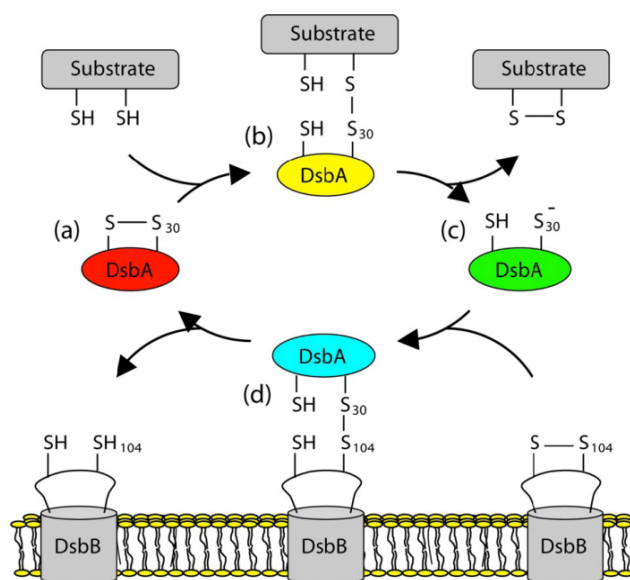 Substrate
SH SH
Substrate
SH S
SH S30
(b)
DsbA
Substrate
S S
(a)
S S 30
DsbA
(c)
SH S30-
DsbA
DsbA
(d)
SH S30
SH S104
DsbB
SH SH104
DsbB
S S104
DsbB